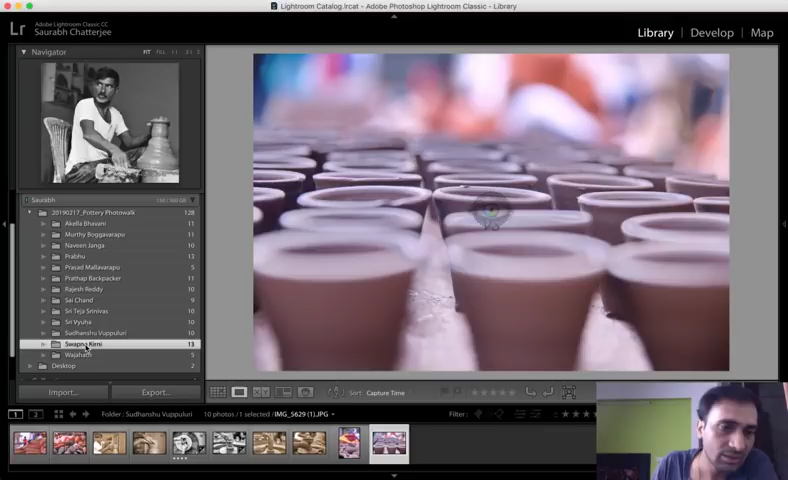 Lightroom Catalog.lrcat - Adobe Photoshop Lightroom Classic - Library
Lr
Adobe Lightroom Classic CC
Saurabh Chatterjee
Library | Develop | Map
Navigator
FIT FILL 1:1
Saurabh
20190217_Pottery Photowalk 128
Akella Bhavani 11
Murthy Boggavarapu 11
Naveen Janga 10
Prabhu 13
Prasad Mallavarapu 5
Prathap Backpacker 11
Rajesh Reddy 10
Sai Chand 9
Sri Teja Srinivas 10
Sri Vyuha 10
Sudhanshu Vuppuluri 10
Swapna Kirni 13
Wajahath 5
Desktop 2
Import...
Export...
Sort: Capture Time
1 2
Folder : Sudhanshu Vuppuluri
10 photos / 1 selected / IMG_5629 (1).JPG
Filter :